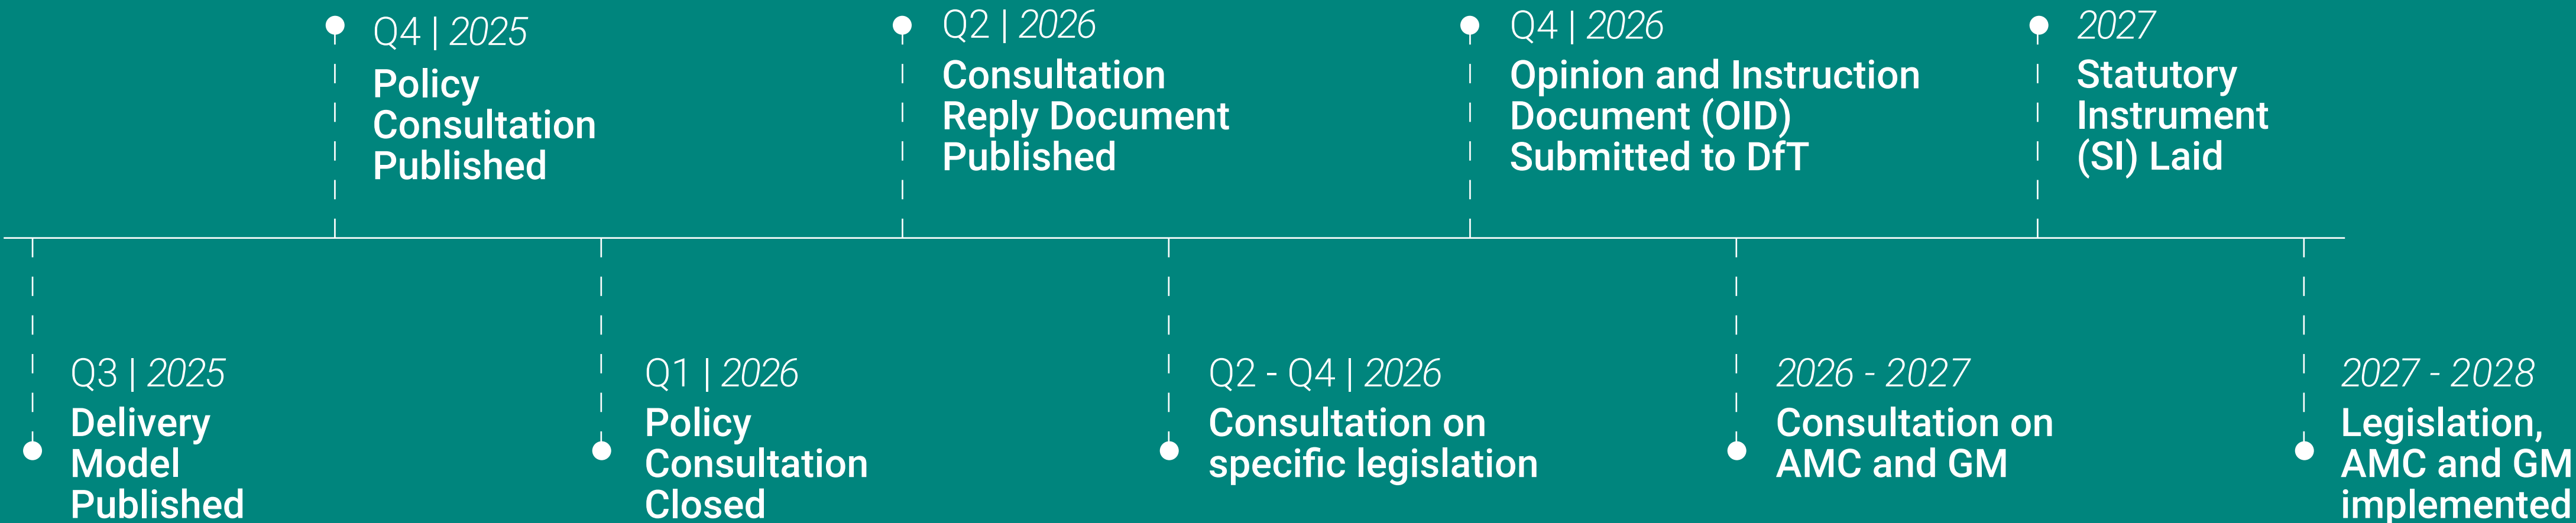 Q3 | 2025
Delivery
Model
Published
Q4 | 2025
Policy
Consultation
Published
Q1 | 2026
Policy
Consultation
Closed
Q2 | 2026
Consultation
Reply Document
Published
Q2 - Q4 | 2026
Consultation on
specific legislation
Q4 | 2026
Opinion and Instruction
Document (OID)
Submitted to DfT
2026 - 2027
Consultation on
AMC and GM
2027
Statutory
Instrument
(SI) Laid
2027 - 2028
Legislation,
AMC and GM
implemented